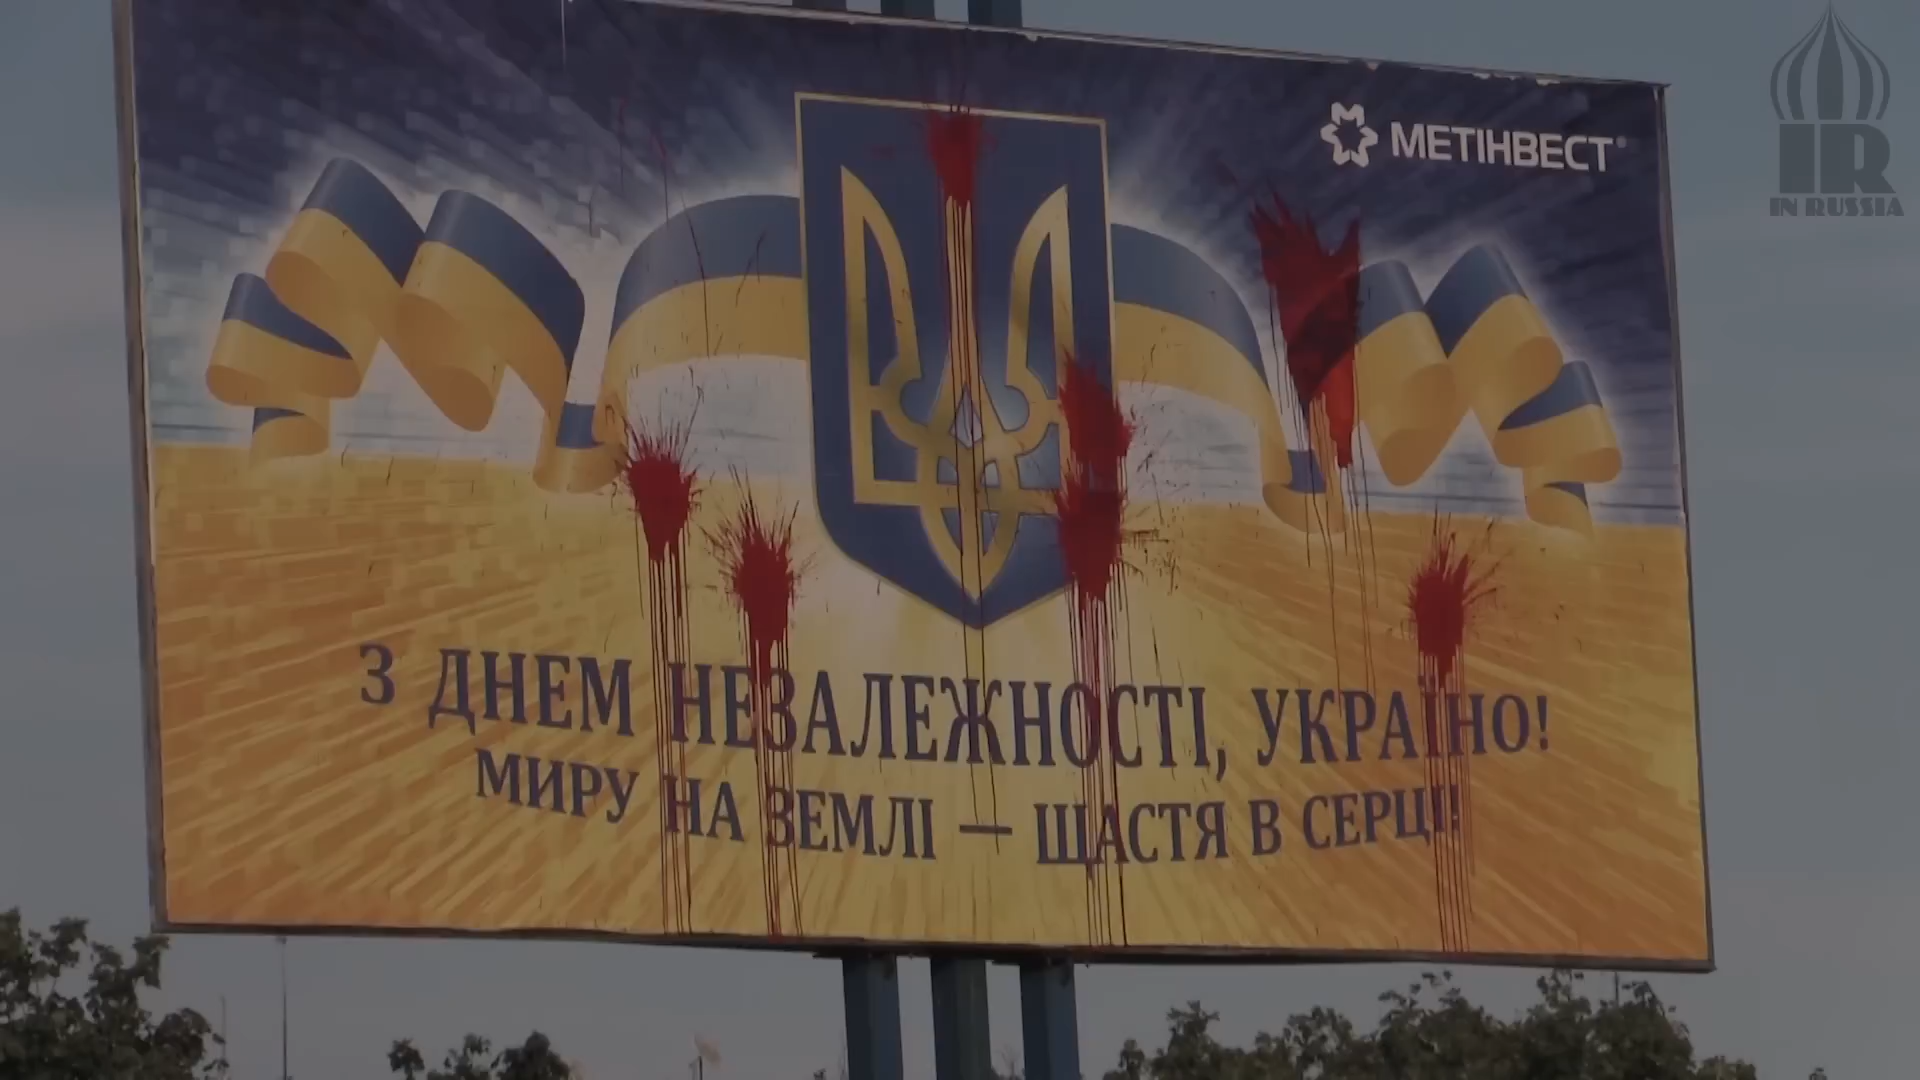 МЕТІНВЕСТ
IR
IN RUSSIA
З ДНЕМ НЕЗАЛЕЖНОСТІ, УКРАЇНО!
МИРУ НА ЗЕМЛІ — ЩАСТЯ В СЕРЦІ!